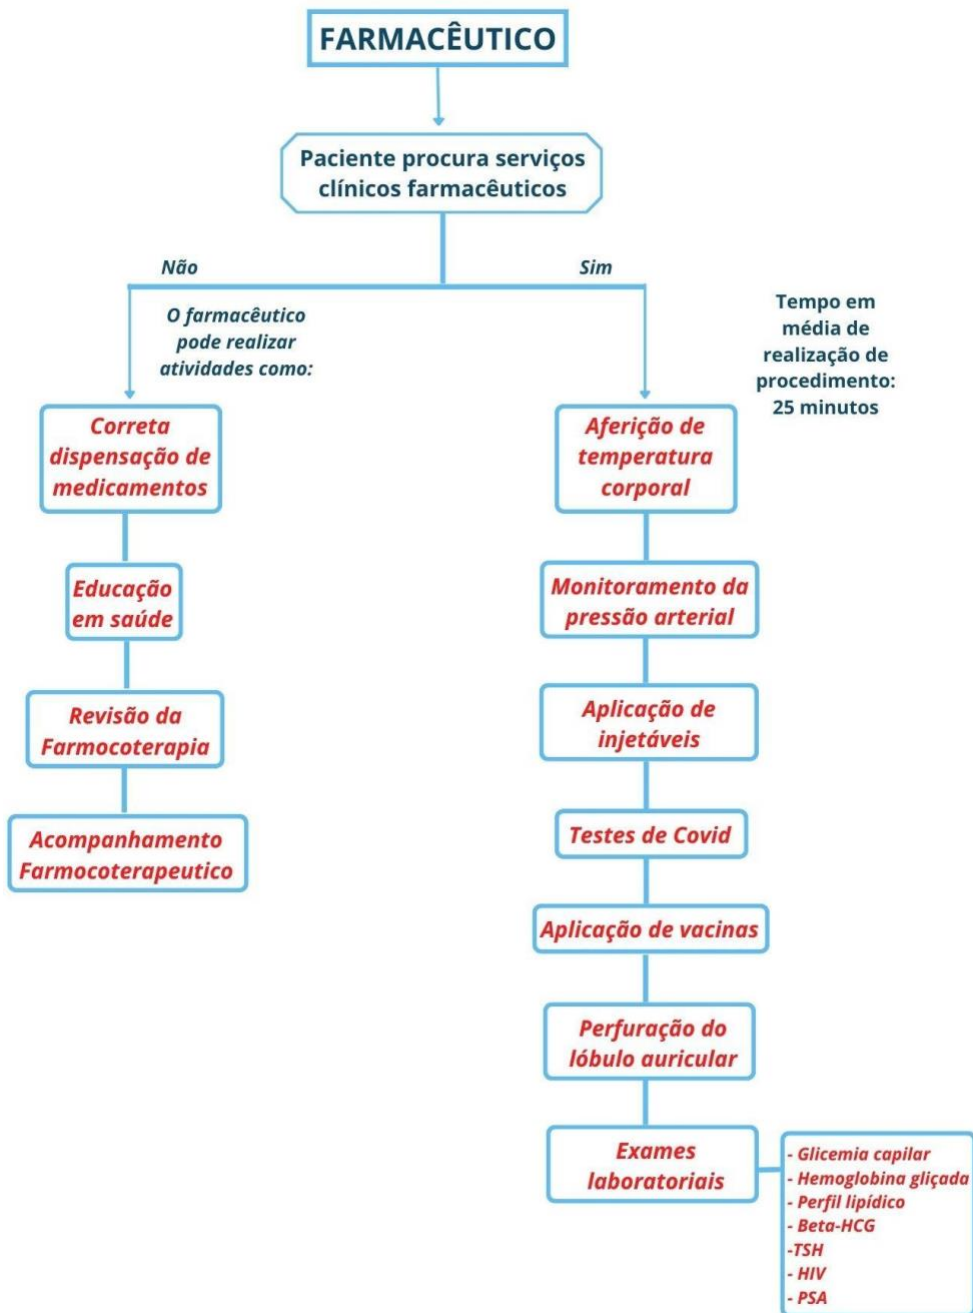 FARMACÊUTICO
Paciente procura serviços
clínicos farmacêuticos
Não
Sim
O farmacêutico
pode realizar
atividades como:
Tempo em
média de
realização de
procedimento:
25 minutos
Correta
dispensação de
medicamentos
Educação
em saúde
Revisão da
Farmocoterapia
Acompanhamento
Farmocoterapeutico
Aferição de
temperatura
corporal
Monitoramento da
pressão arterial
Aplicação de
injetáveis
Testes de Covid
Aplicação de vacinas
Perfuração do
lóbulo auricular
Exames
laboratoriais
- Glicemia capilar
- Hemoglobina gliçada
- Perfil lipídico
- Beta-HCG
-TSH
- HIV
- PSA